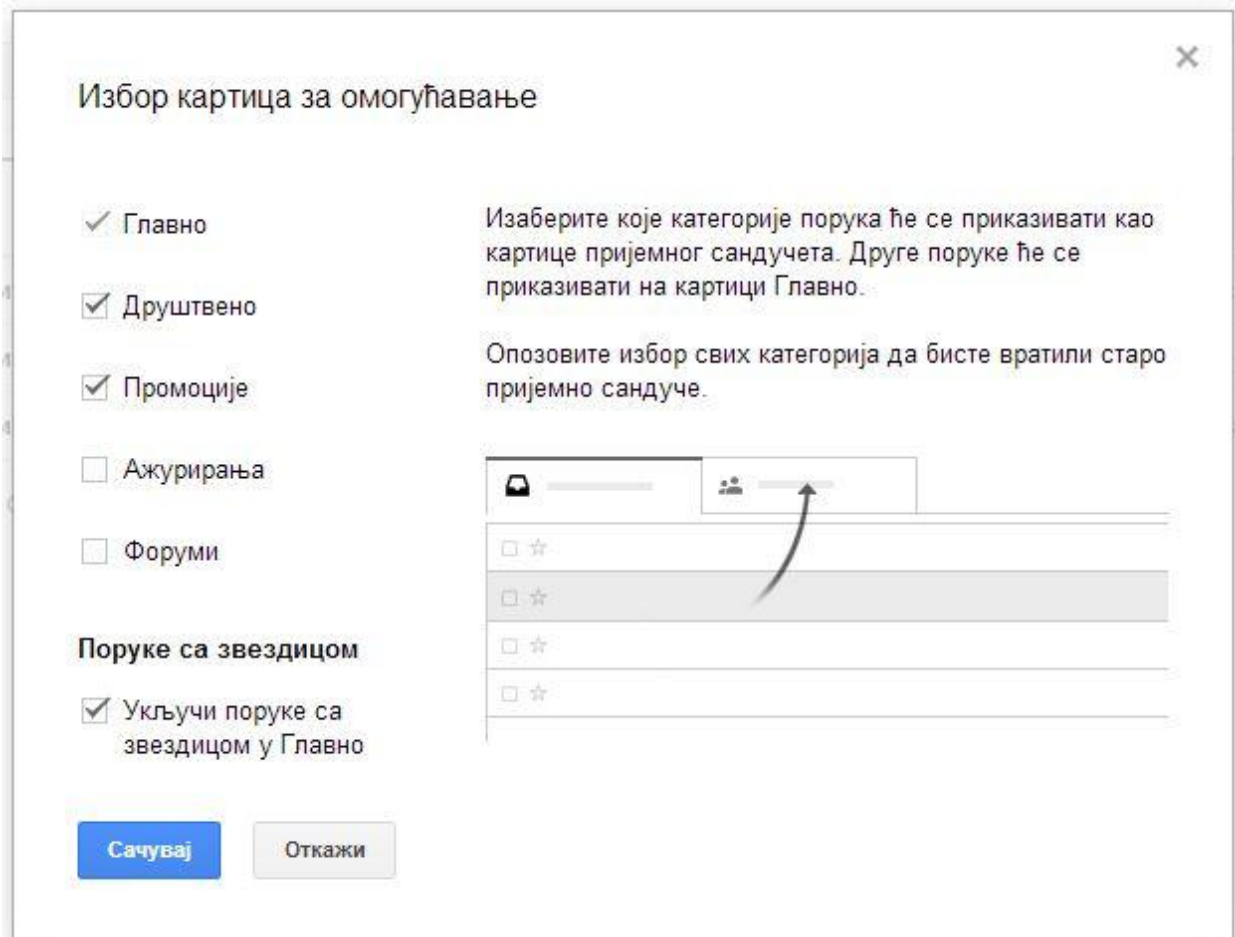 Избор картица за омогућавање
Главно
Друштвено
Промоције
Ажурирања
Форуми
Поруке са звездицом
Укључи поруке са
звездицом у Главно
Изаберите које категорије порука ће се приказивати као
картице пријемног сандучета. Друге поруке ће се
приказивати на картици Главно.
Опозовите избор свих категорија да бисте вратили старо
пријемно сандуче.
Сачувај
Откажи